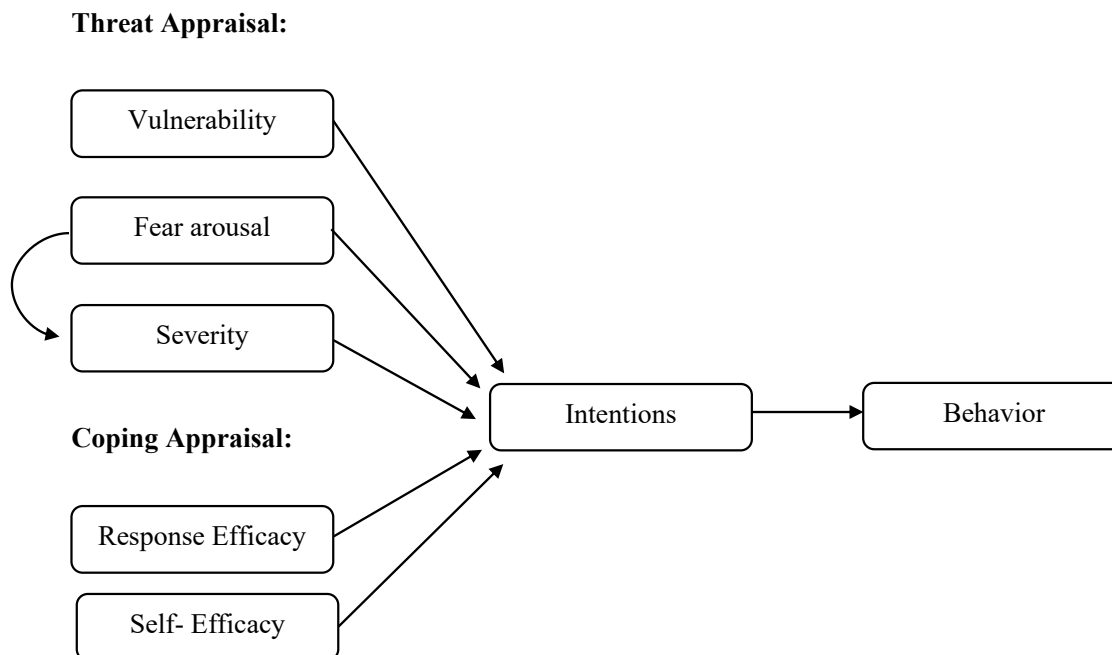 Threat Appraisal:
Vulnerability
Fear arousal
Severity
Intentions
Behavior
Coping Appraisal:
Response Efficacy
Self- Efficacy